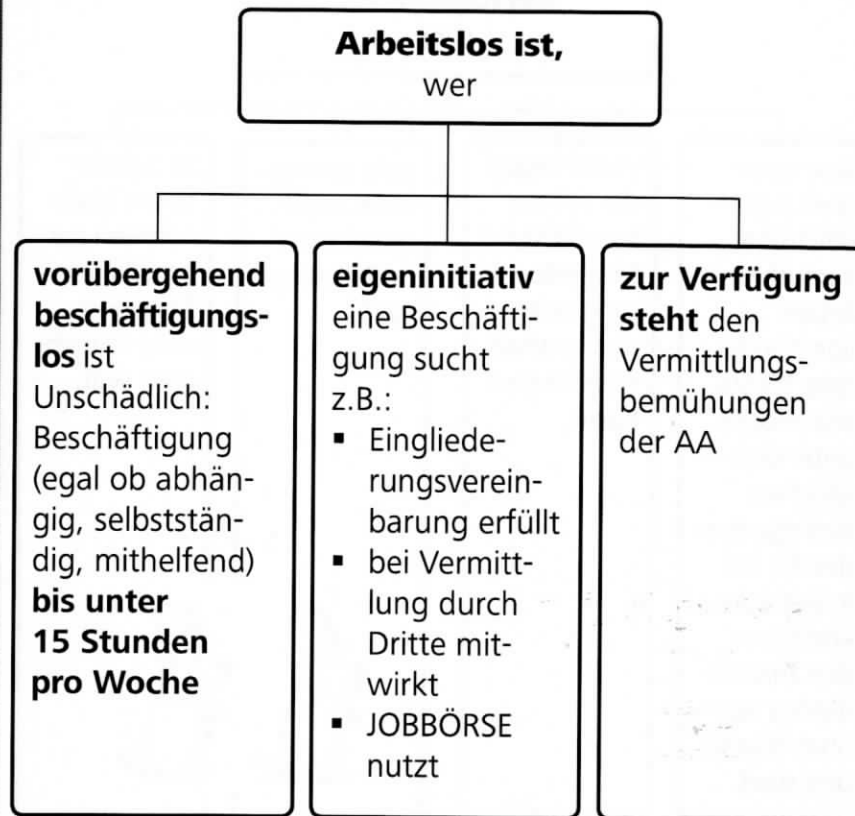 Arbeitslos ist,
wer
vorübergehend
beschäftigungs-
los ist
Unschädlich:
Beschäftigung
(egal ob abhän-
gig, selbststän-
dig, mithelfend)
bis unter
15 Stunden
pro Woche
eigeninitiativ
eine Beschäfti-
gung sucht
z.B.:
▪ Eingliede-
rungsverein-
barung erfüllt
▪ bei Vermitt-
lung durch
Dritte mit-
wirkt
▪ JOBBÖRSE
nutzt
zur Verfügung
steht den
Vermittlungs-
bemühungen
der AA